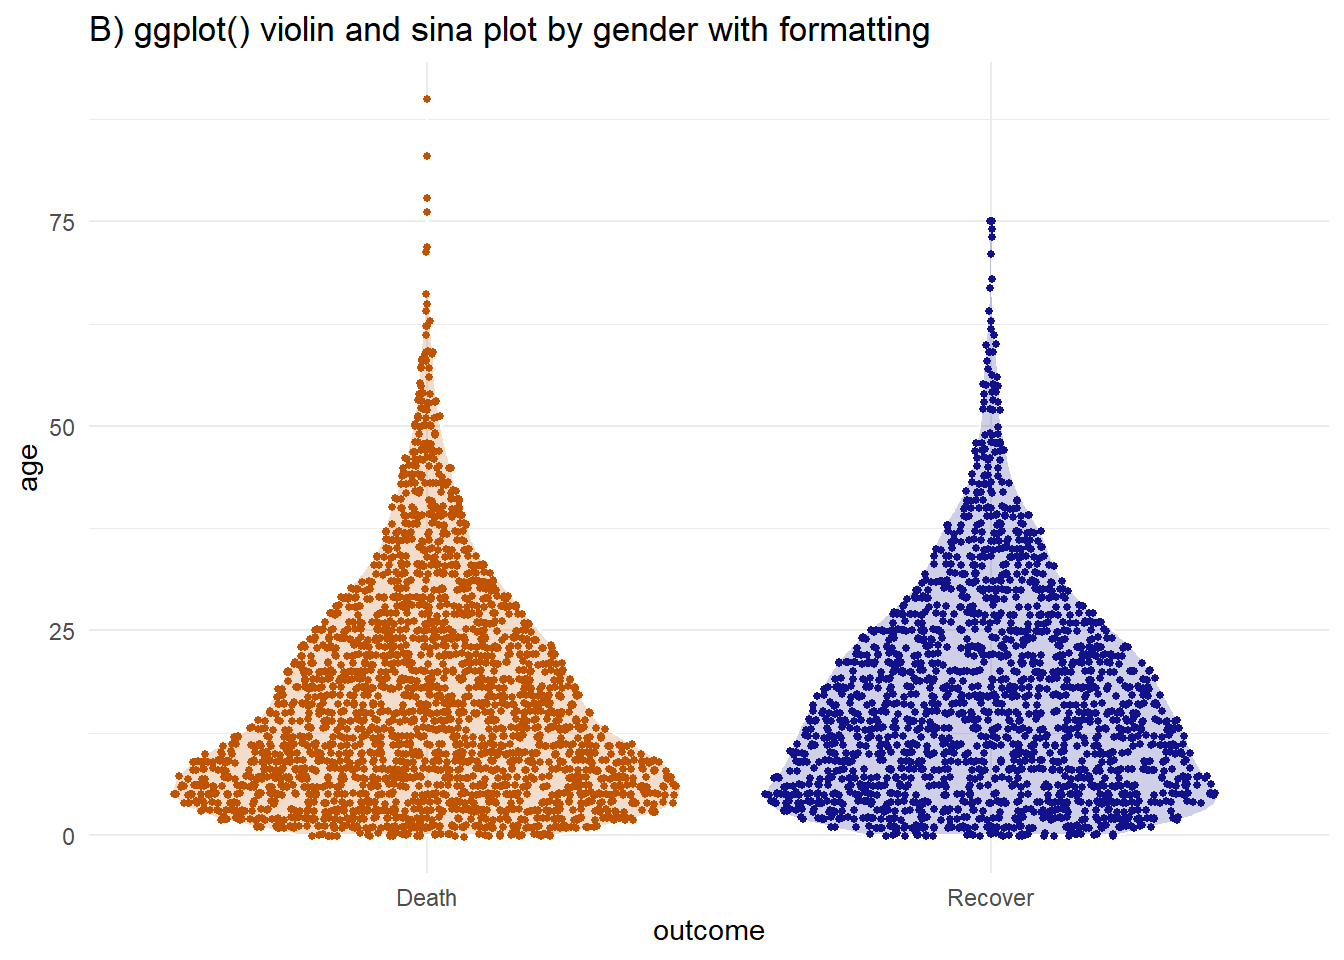 B) ggplot() violin and sina plot by gender with formatting
75
50
25
0
age
Death
Recover
outcome